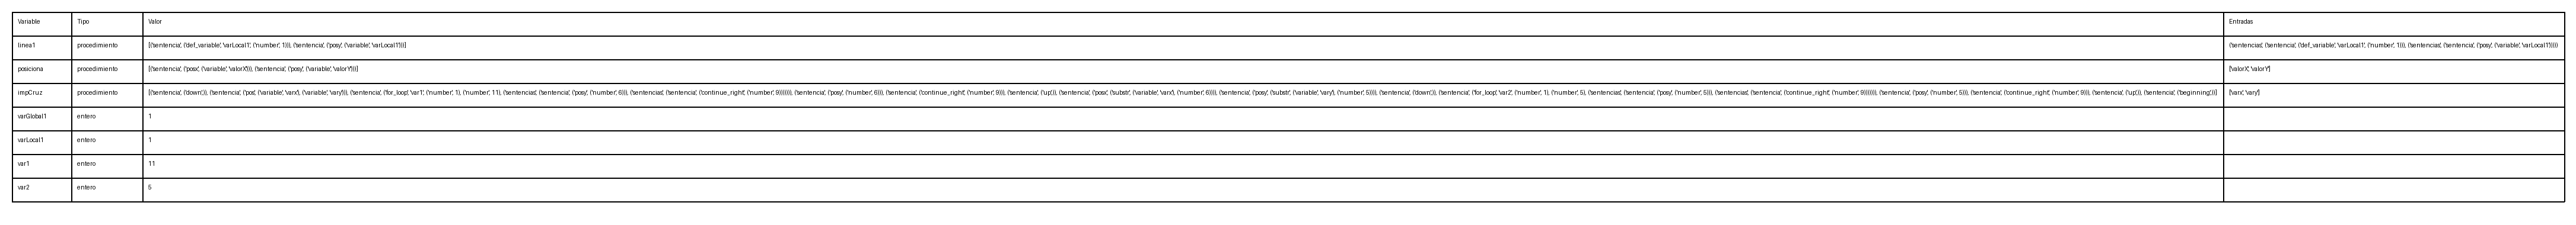 Variable Tipo Valor Entradas
linea1 procedimiento [('sentencia', ('def_variable', 'varLocal1', ('number', 1))), ('sentencia', ('posy', ('variable', 'varLocal1')))] ('sentencias', ('sentencia', ('def_variable', 'varLocal1', ('number', 1))), ('sentencias', ('sentencia', ('posy', ('variable', 'varLocal1')))))
posiciona procedimiento [('sentencia', ('posx', ('variable', 'valorX'))), ('sentencia', ('posy', ('variable', 'valorY')))] ['valorX', 'valorY']
impCruz procedimiento [('sentencia', ('down',)), ('sentencia', ('pos', ('variable', 'varx'), ('variable', 'vary'))), ('sentencia', ('for_loop', 'var1', ('number', 1), ('number', 11), ('sentencias', ('sentencia', ('posy', ('number', 6))), ('sentencias', ('sentencia', ('continue_right', ('number', 9))))))), ('sentencia', ('posy', ('number', 6))), ('sentencia', ('continue_right', ('number', 9))), ('sentencia', ('up',)), ('sentencia', ('posx', ('substr', ('variable', 'varx'), ('number', 6)))), ('sentencia', ('posy', ('substr', ('variable', 'vary'), ('number', 5)))), ('sentencia', ('down',)), ('sentencia', ('for_loop', 'var2', ('number', 1), ('number', 5), ('sentencias', ('sentencia', ('posy', ('number', 5))), ('sentencias', ('sentencia', ('continue_right', ('number', 9))))))), ('sentencia', ('posy', ('number', 5))), ('sentencia', ('continue_right', ('number', 9))), ('sentencia', ('up',)), ('sentencia', ('beginning',))] ['varx', 'vary']
varGlobal1 entero 1
varLocal1 entero 1
var1 entero 11
var2 entero 5